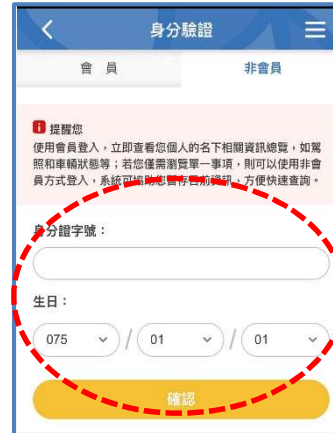 身分驗證
會 員 非會員
提醒您
使用會員登入，立即查看您個人的名下相關資訊總覽，如駕
照和車輛狀態等；若您僅需瀏覽單一事項，則可以使用非會
員方式登入，系統可協助您暫存目前資訊，方便快速查詢。
身分證字號：
生日：
075 / 01 / 01
確認